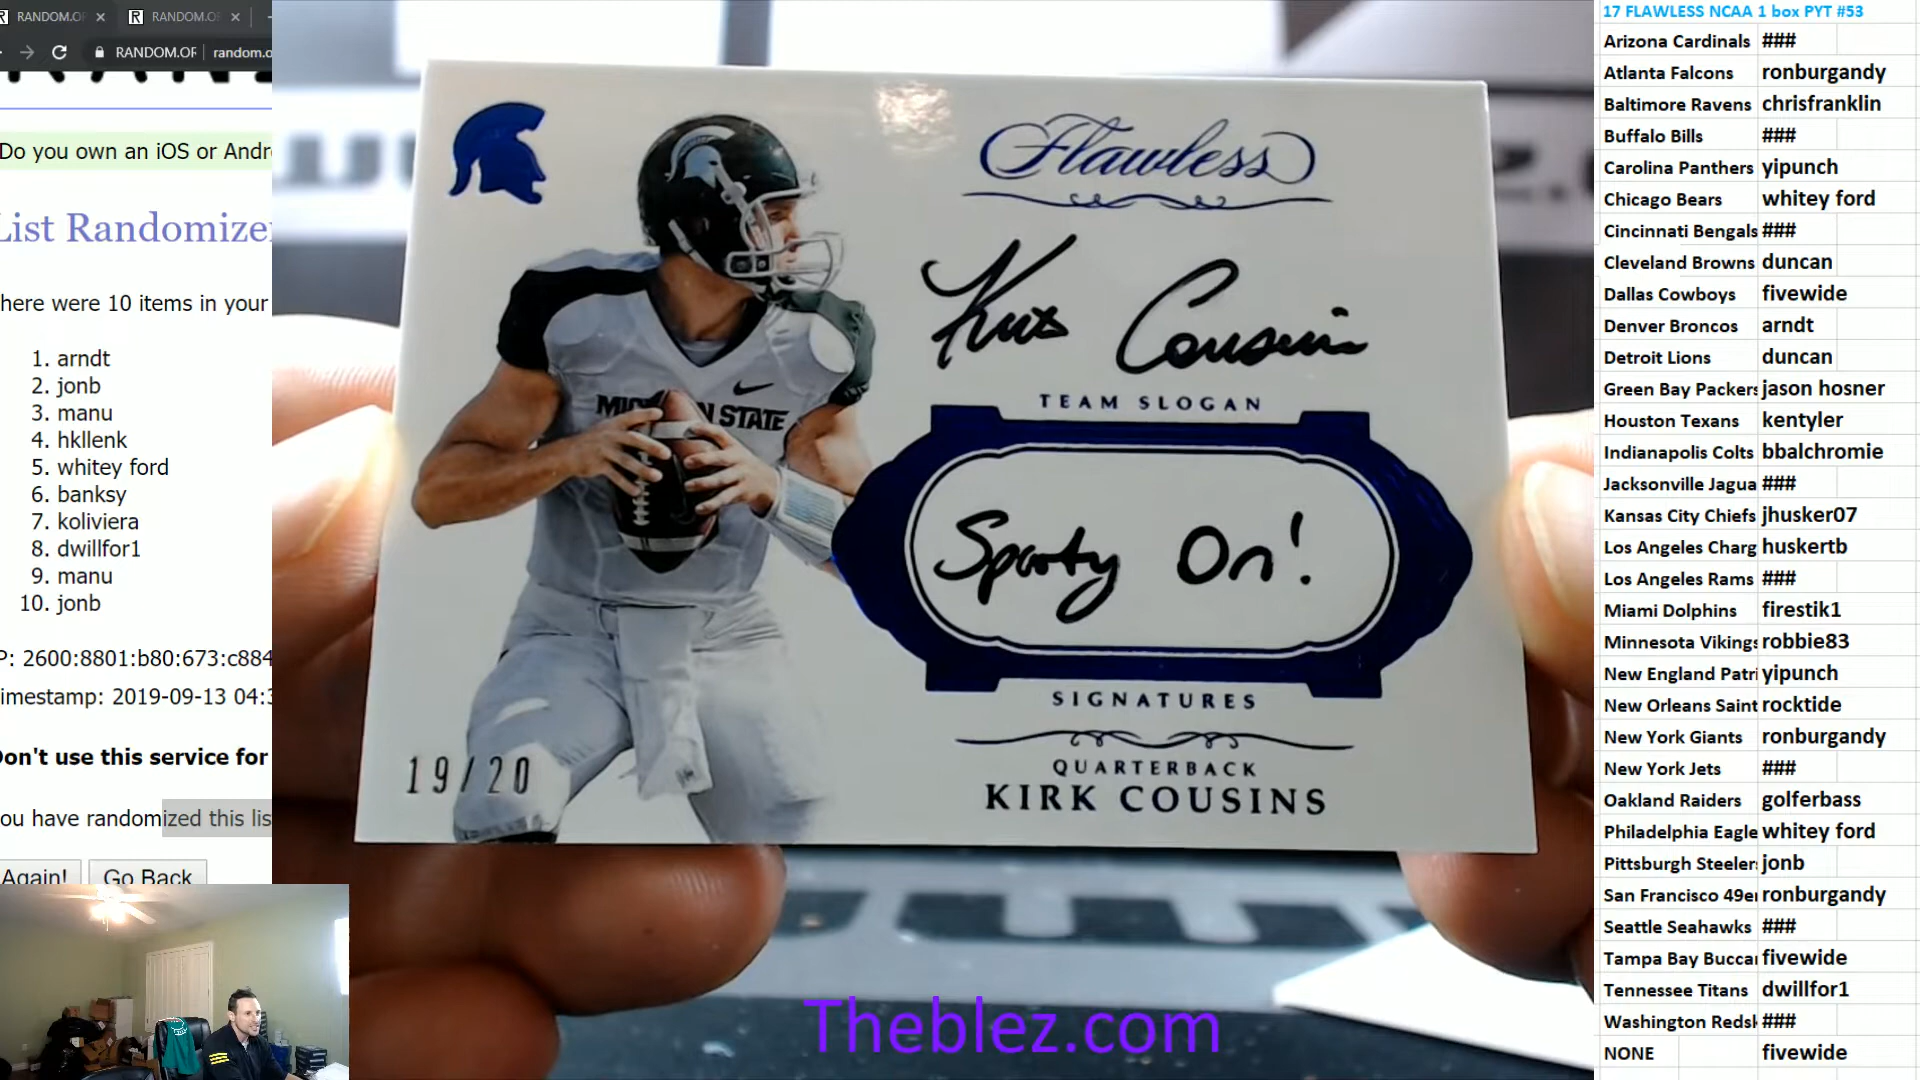 RANDOM.OR
RANDOM.OR
RANDOM.OR
random.o
Do you own an iOS or Andr
List Randomize
here were 10 items in your
1. arndt
2. jonb
3. manu
4. hkllenk
5. whitey ford
6. banksy
7. koliviera
8. dwillfor1
9. manu
10. jonb
P: 2600:8801:b80:673:c884
imestamp: 2019-09-13 04:3
Don't use this service for
ou have randomized this lis
Again!
Go Back
Flawless
Kirk Cousins
TEAM SLOGAN
Sparty On!
SIGNATURES
QUARTERBACK
KIRK COUSINS
MICHIGAN STATE
19/20
Theblez.com
17 FLAWLESS NCAA 1 box PYT #53
Arizona Cardinals ###
Atlanta Falcons ronburgandy
Baltimore Ravens chrisfranklin
Buffalo Bills ###
Carolina Panthers yipunch
Chicago Bears whitey ford
Cincinnati Bengals ###
Cleveland Browns duncan
Dallas Cowboys fivewide
Denver Broncos arndt
Detroit Lions duncan
Green Bay Packers jason hosner
Houston Texans kentyler
Indianapolis Colts bbalchromie
Jacksonville Jagua ###
Kansas City Chiefs jhusker07
Los Angeles Charg huskertb
Los Angeles Rams ###
Miami Dolphins firestik1
Minnesota Vikings robbie83
New England Patri yipunch
New Orleans Saint rocktide
New York Giants ronburgandy
New York Jets ###
Oakland Raiders golferbass
Philadelphia Eagle whitey ford
Pittsburgh Steelers jonb
San Francisco 49e ronburgandy
Seattle Seahawks ###
Tampa Bay Bucca fivewide
Tennessee Titans dwillfor1
Washington Redsk ###
NONE fivewide